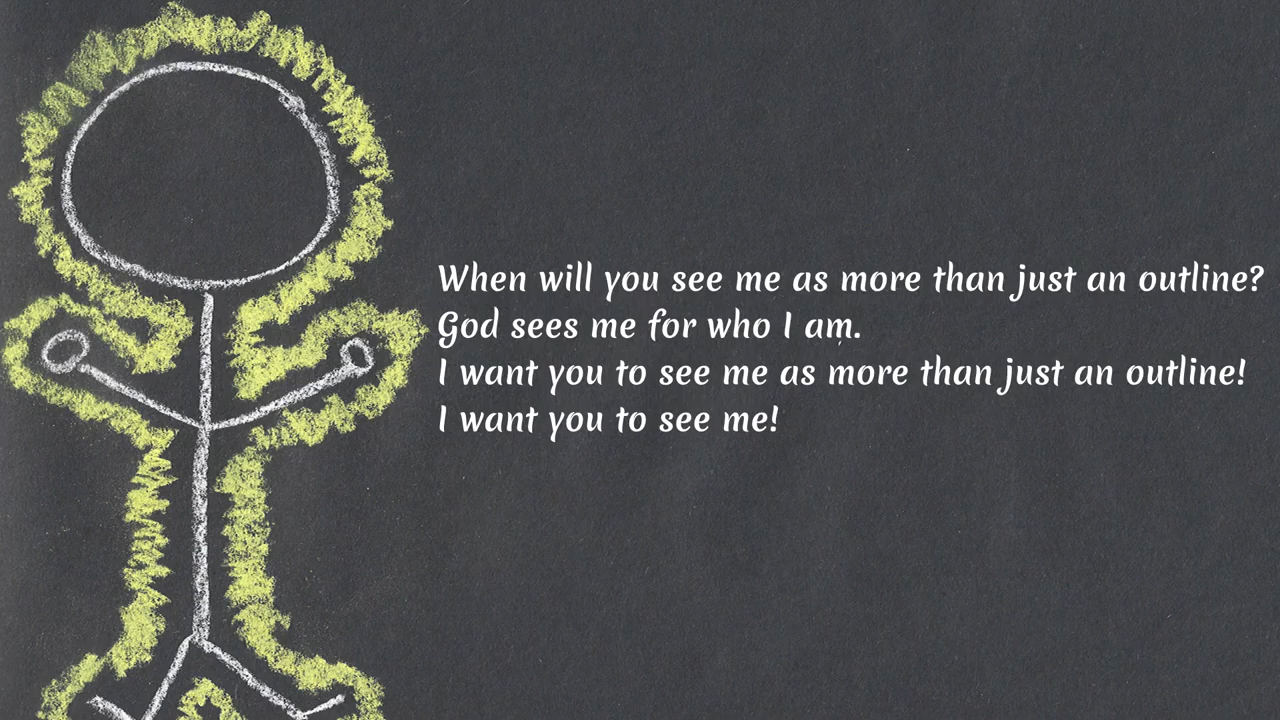 When will you see me as more than just an outline?
God sees me for who I am.
I want you to see me as more than just an outline!
I want you to see me!